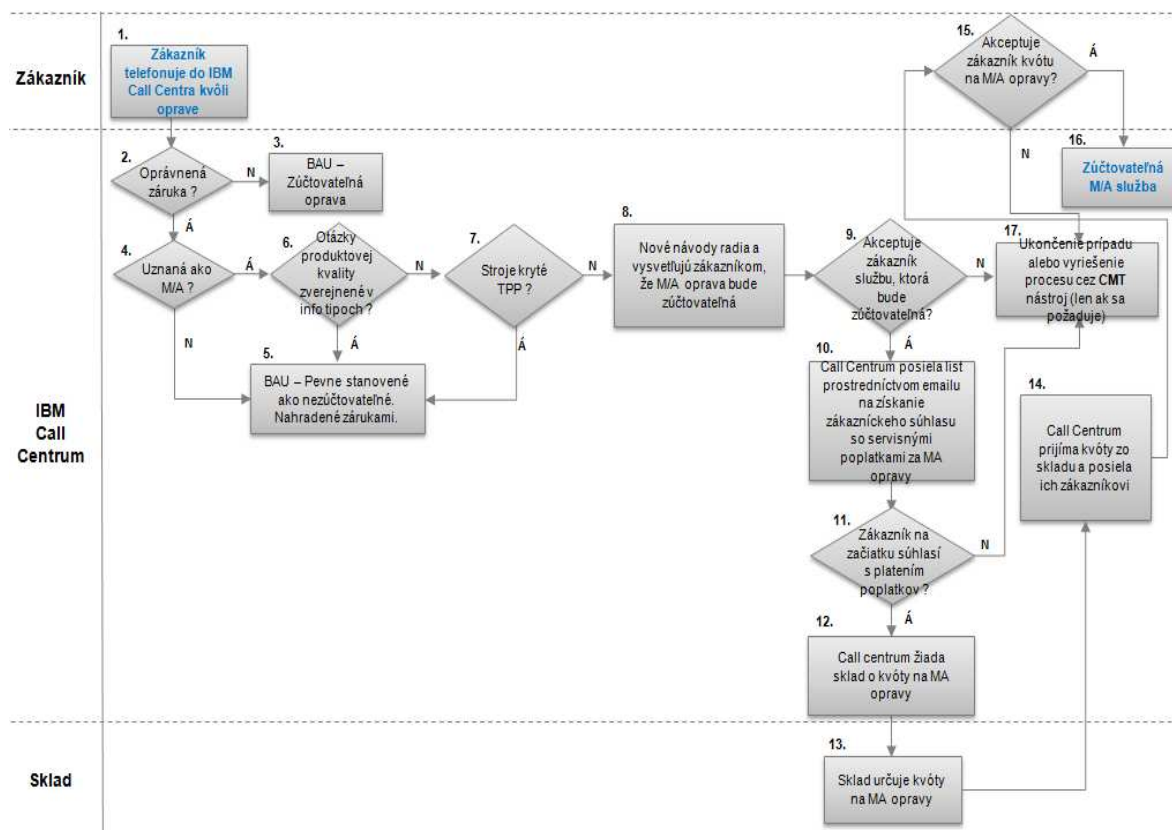 Zákazník
1.
Zákazník
telefonuje do IBM
Call Centra kvôli
oprave
15.
Akceptuje
zákazník kvótu
na M/A opravy?
Á
N
16.
Zúčtovateľná
M/A služba
2.
Oprávnená
záruka ?
N
Á
3.
BAU –
Zúčtovateľná
oprava
IBM
Call
Centrum
4.
Uznaná ako
M/A ?
Á
N
6.
Otázky
produktovej
kvality
zverejnené v
info tipoch ?
N
Á
7.
Stroje kryté
TPP ?
N
Á
5.
BAU – Pevne stanovené
ako nezúčtovateľné.
Nahradené zárukami.
8.
Nové návody radia a
vysvetľujú zákazníkom,
že M/A oprava bude
zúčtovateľná
9.
Akceptuje
zákazník
službu, ktorá
bude
zúčtovateľná?
N
Á
17.
Ukončenie prípadu
alebo vyriešenie
procesu cez CMT
nástroj (len ak sa
požaduje)
10.
Call Centrum posiela list
prostredníctvom emailu
na získanie
zákazníckeho súhlasu
so servisnými
poplatkami za MA
opravy
11.
Zákazník na
začiatku súhlasí
s platením
poplatkov ?
N
Á
12.
Call centrum žiada
sklad o kvóty na MA
opravy
14.
Call Centrum
prijíma kvóty zo
skladu a posiela
ich zákazníkovi
Sklad
13.
Sklad určuje kvóty
na MA opravy